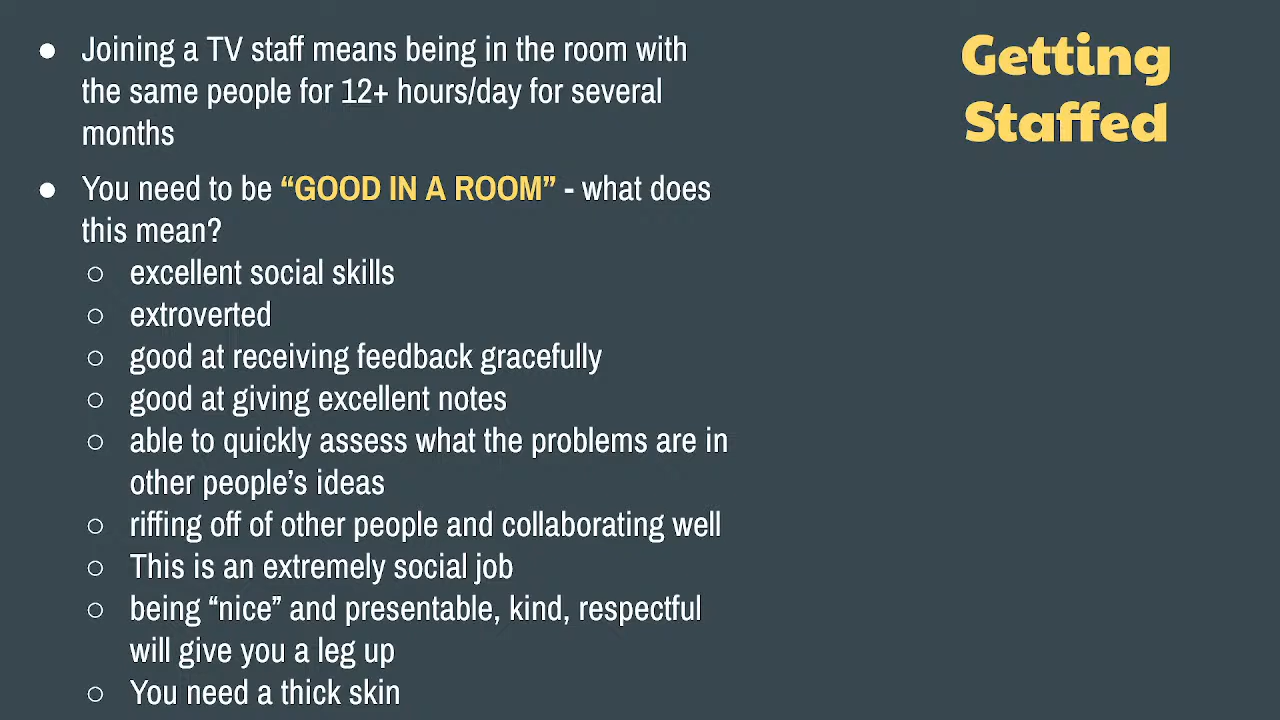 Getting
Staffed
● Joining a TV staff means being in the room with
the same people for 12+ hours/day for several
months
● You need to be “GOOD IN A ROOM” - what does
this mean?
○ excellent social skills
○ extroverted
○ good at receiving feedback gracefully
○ good at giving excellent notes
○ able to quickly assess what the problems are in
other people’s ideas
○ riffing off of other people and collaborating well
○ This is an extremely social job
○ being “nice” and presentable, kind, respectful
will give you a leg up
○ You need a thick skin